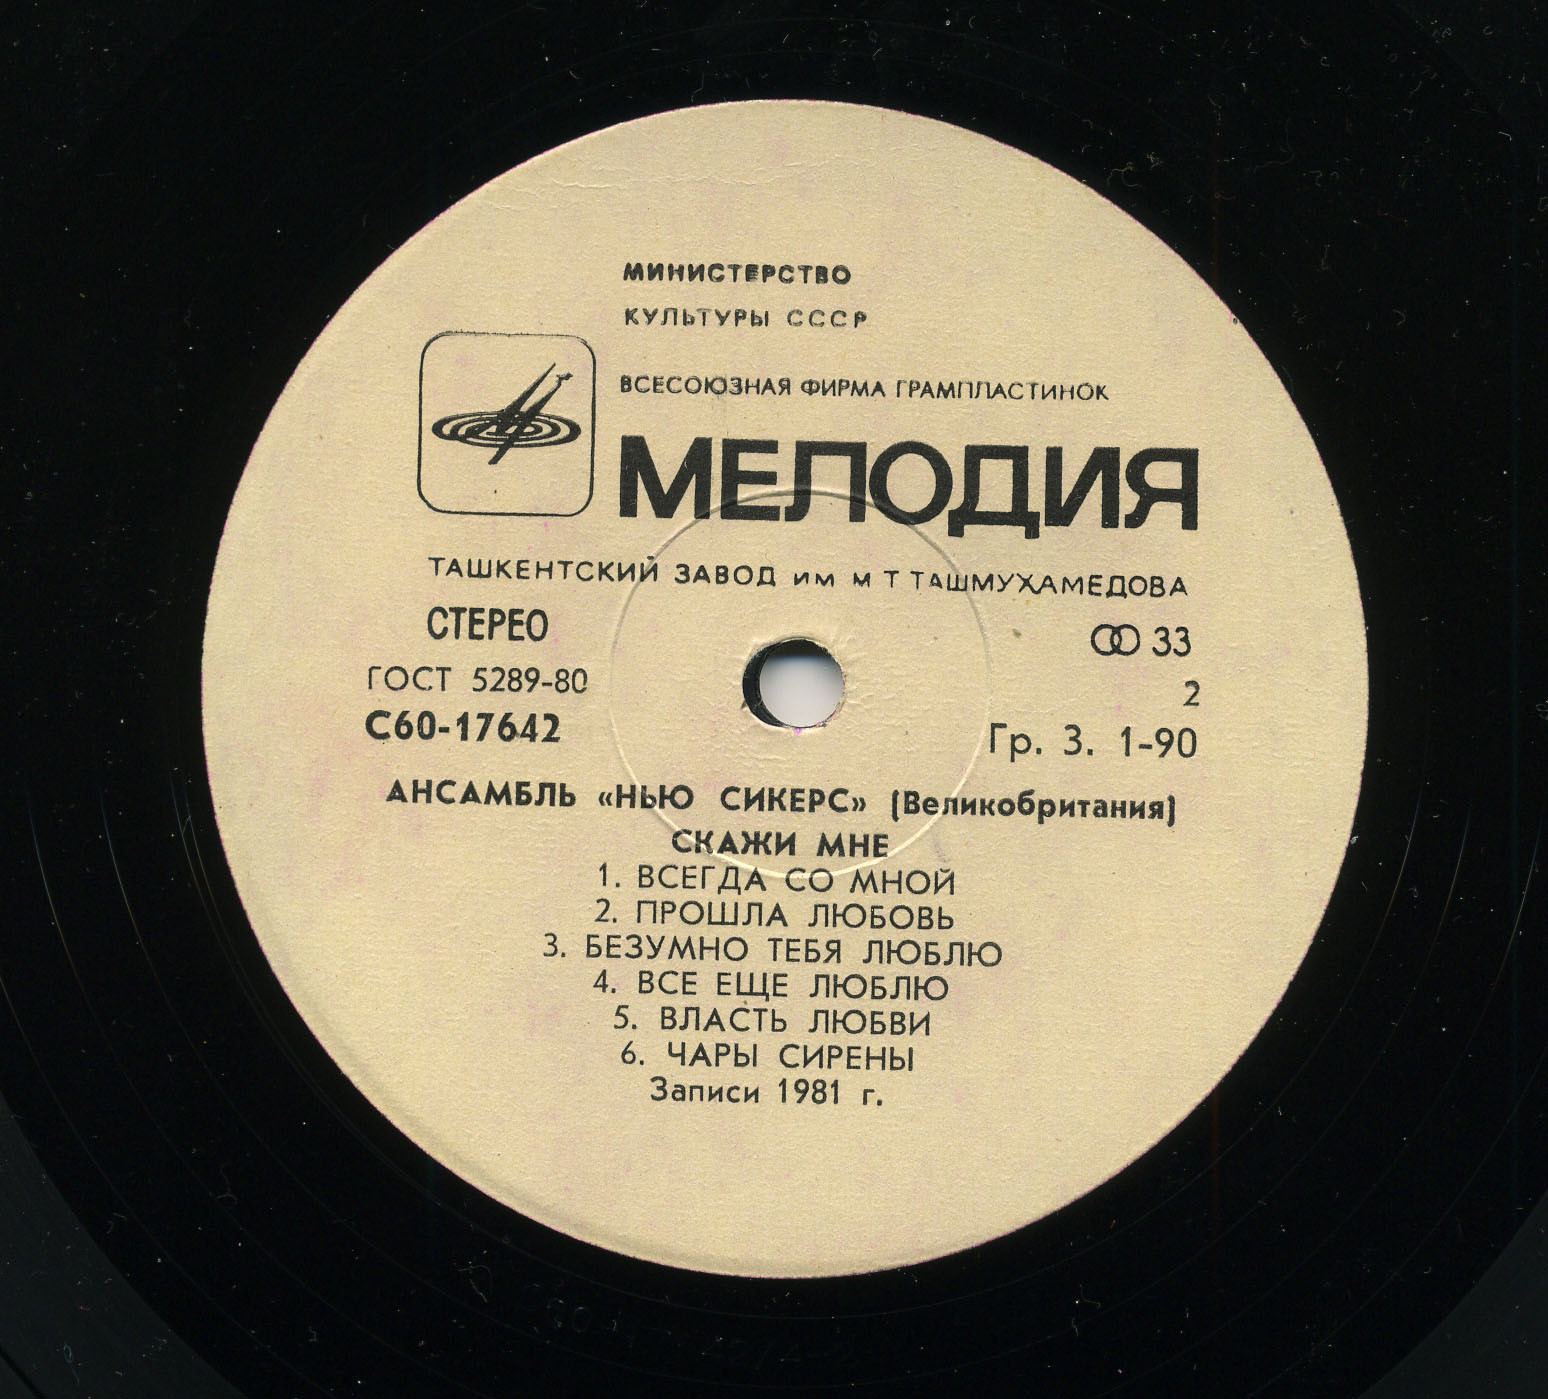 МИНИСТЕРСТВО
КУЛЬТУРЫ СССР
ВСЕСОЮЗНАЯ ФИРМА ГРАМПЛАСТИНОК
МЕЛОДИЯ
ТАШКЕНТСКИЙ ЗАВОД ИМ М Т ТАШМУХАМЕДОВА
СТЕРЕО 33
ГОСТ 5289-80 2
С60-17642 Гр. 3. 1-90
АНСАМБЛЬ «НЬЮ СИКЕРС» (Великобритания)
СКАЖИ МНЕ
1. ВСЕГДА СО МНОЙ
2. ПРОШЛА ЛЮБОВЬ
3. БЕЗУМНО ТЕБЯ ЛЮБЛЮ
4. ВСЕ ЕЩЕ ЛЮБЛЮ
5. ВЛАСТЬ ЛЮБВИ
6. ЧАРЫ СИРЕНЫ
Записи 1981 г.